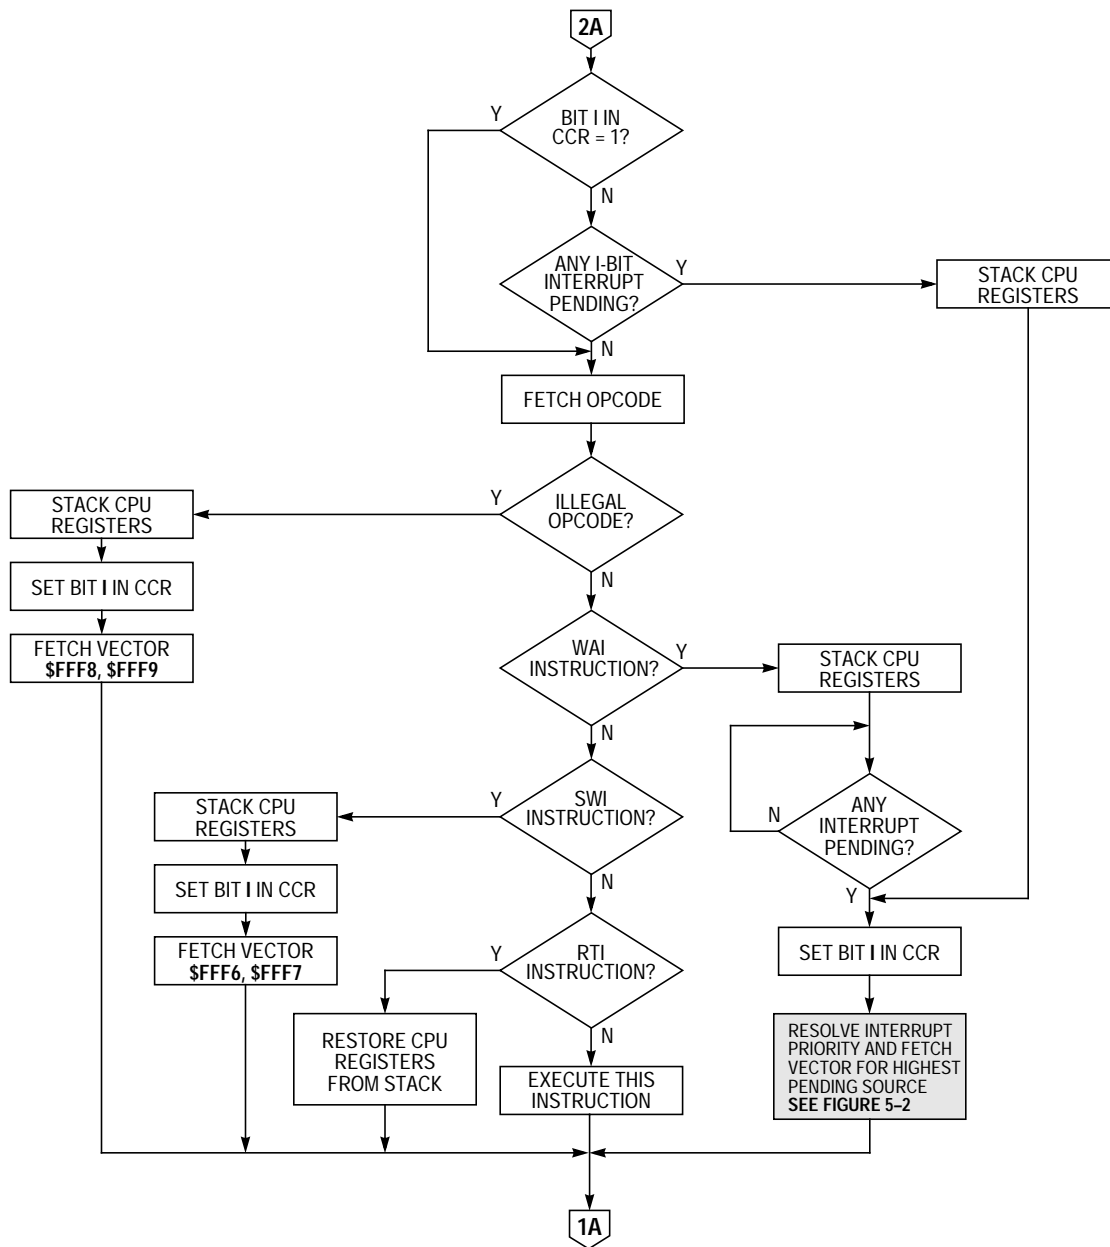 2A
BIT I IN
CCR = 1?
Y
N
ANY I-BIT
INTERRUPT
PENDING?
Y
N
STACK CPU
REGISTERS
FETCH OPCODE
ILLEGAL
OPCODE?
Y
N
STACK CPU
REGISTERS
SET BIT I IN CCR
FETCH VECTOR
$FFF8, $FFF9
WAI
INSTRUCTION?
Y
N
STACK CPU
REGISTERS
ANY
INTERRUPT
PENDING?
N
Y
SWI
INSTRUCTION?
Y
N
STACK CPU
REGISTERS
SET BIT I IN CCR
FETCH VECTOR
$FFF6, $FFF7
RTI
INSTRUCTION?
Y
N
RESTORE CPU
REGISTERS
FROM STACK
EXECUTE THIS
INSTRUCTION
SET BIT I IN CCR
RESOLVE INTERRUPT
PRIORITY AND FETCH
VECTOR FOR HIGHEST
PENDING SOURCE
SEE FIGURE 5–2
1A